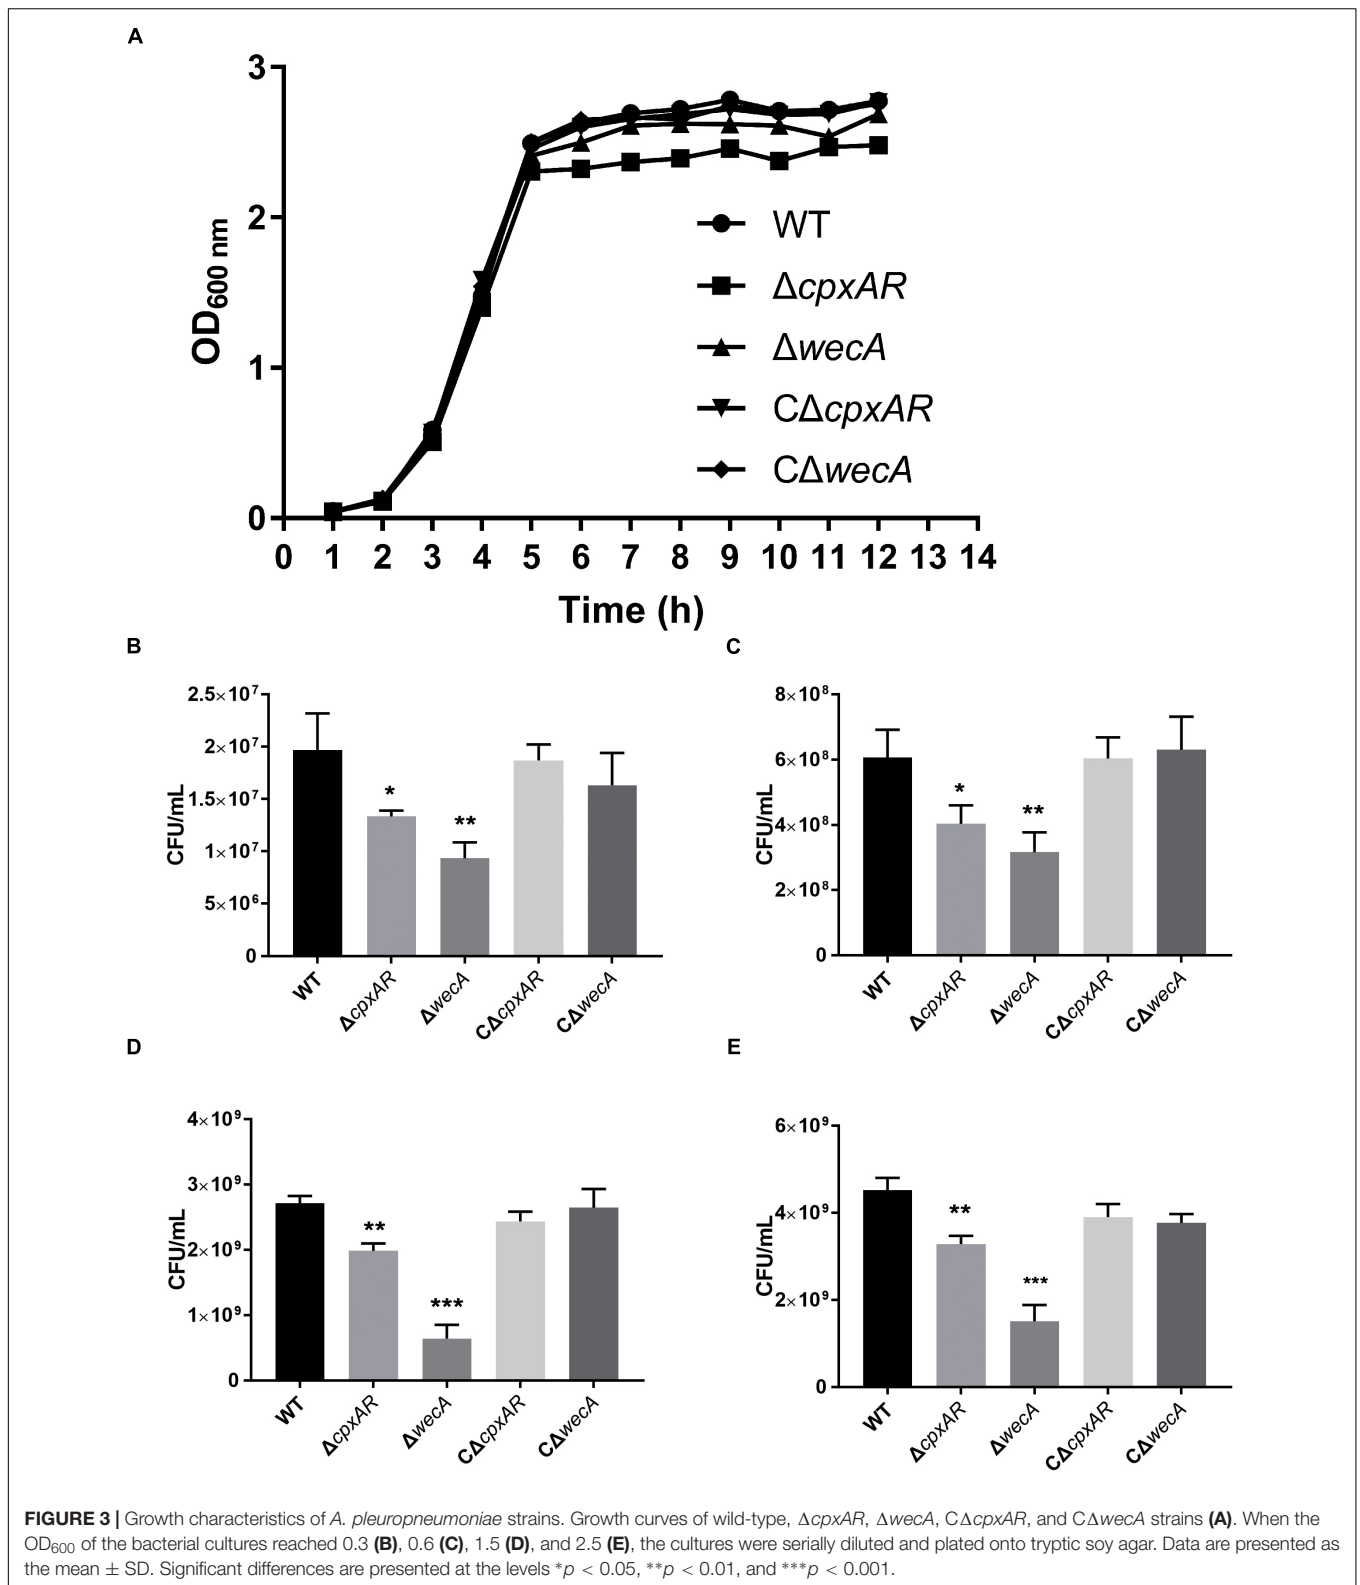 A
3
2
1
0
OD600 nm
WT
ΔcpxAR
ΔwecA
CΔcpxAR
CΔwecA
0 1 2 3 4 5 6 7 8 9 10 11 12 13 14
Time (h)
B
2.5×10⁷
2×10⁷
1.5×10⁷
1×10⁷
5×10⁶
0
CFU/mL
*
**
WT ΔcpxAR ΔwecA CΔcpxAR CΔwecA
C
8×10⁸
6×10⁸
4×10⁸
2×10⁸
0
CFU/mL
*
**
WT ΔcpxAR ΔwecA CΔcpxAR CΔwecA
D
4×10⁹
3×10⁹
2×10⁹
1×10⁹
0
CFU/mL
**
***
WT ΔcpxAR ΔwecA CΔcpxAR CΔwecA
E
6×10⁹
4×10⁹
2×10⁹
0
CFU/mL
**
***
WT ΔcpxAR ΔwecA CΔcpxAR CΔwecA
FIGURE 3 | Growth characteristics of A. pleuropneumoniae strains. Growth curves of wild-type, ΔcpxAR, ΔwecA, CΔcpxAR, and CΔwecA strains (A). When the
OD600 of the bacterial cultures reached 0.3 (B), 0.6 (C), 1.5 (D), and 2.5 (E), the cultures were serially diluted and plated onto tryptic soy agar. Data are presented as
the mean ± SD. Significant differences are presented at the levels *p < 0.05, **p < 0.01, and ***p < 0.001.